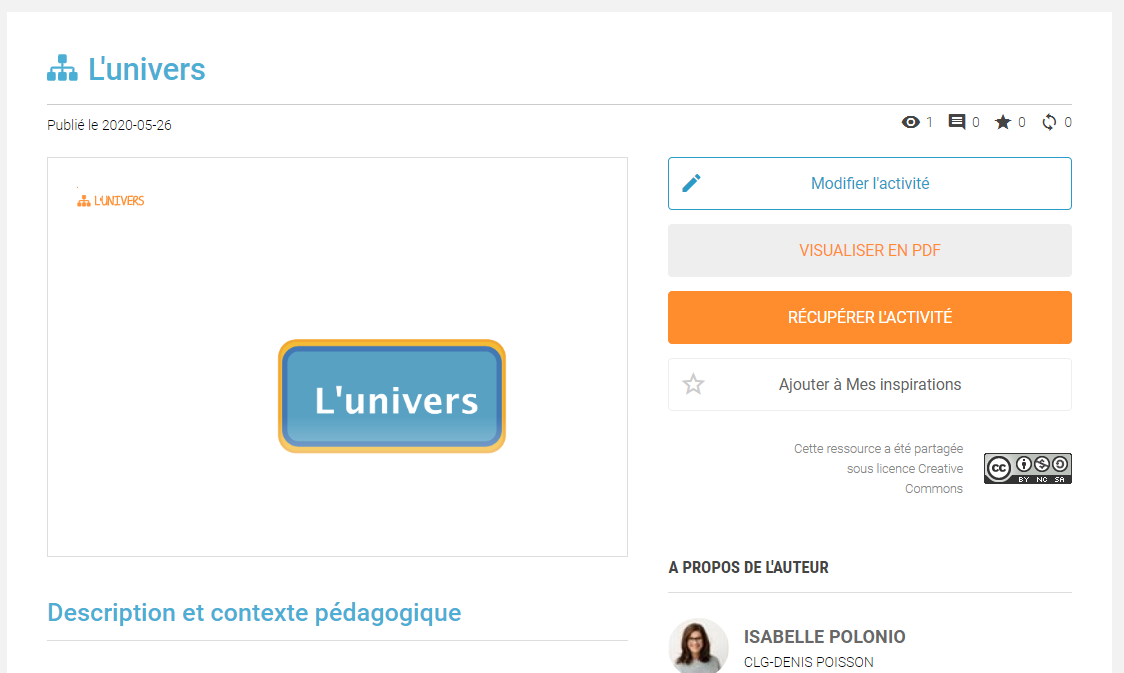 L'univers
Publié le 2020-05-26
1 0 0 0
L'UNIVERS
L'univers
Modifier l'activité
VISUALISER EN PDF
RÉCUPÉRER L'ACTIVITÉ
Ajouter à Mes inspirations
Cette ressource a été partagée
sous licence Creative
Commons
cc
BY NC SA
Description et contexte pédagogique
A PROPOS DE L'AUTEUR
ISABELLE POLONIO
CLG-DENIS POISSON